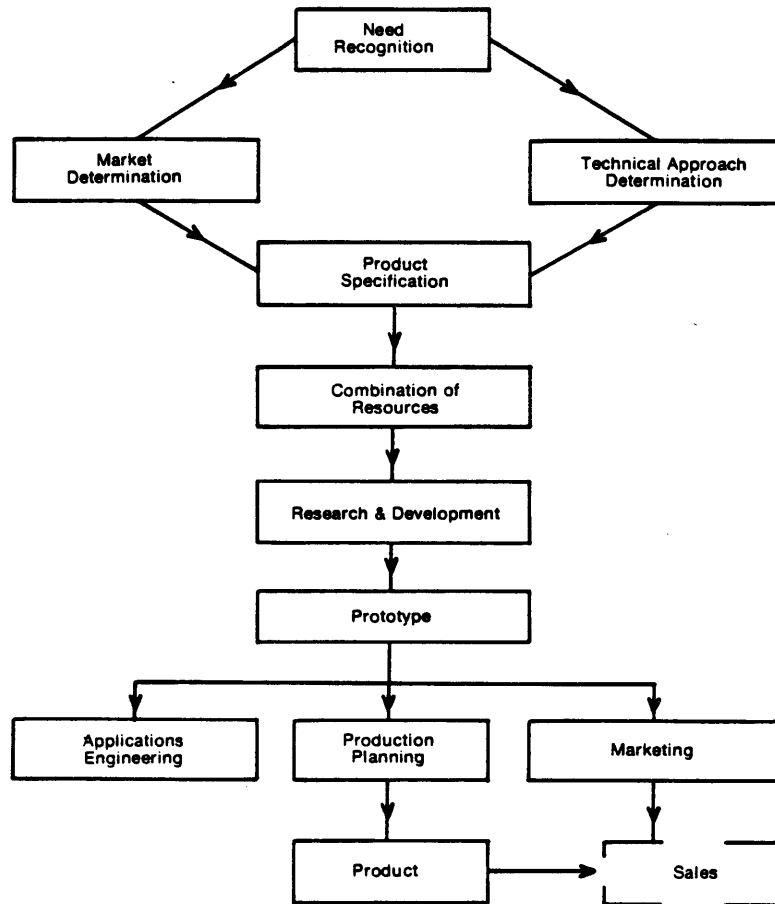 Need
Recognition
Market
Determination
Technical Approach
Determination
Product
Specification
Combination of
Resources
Research & Development
Prototype
Applications
Engineering
Production
Planning
Marketing
Product
Sales